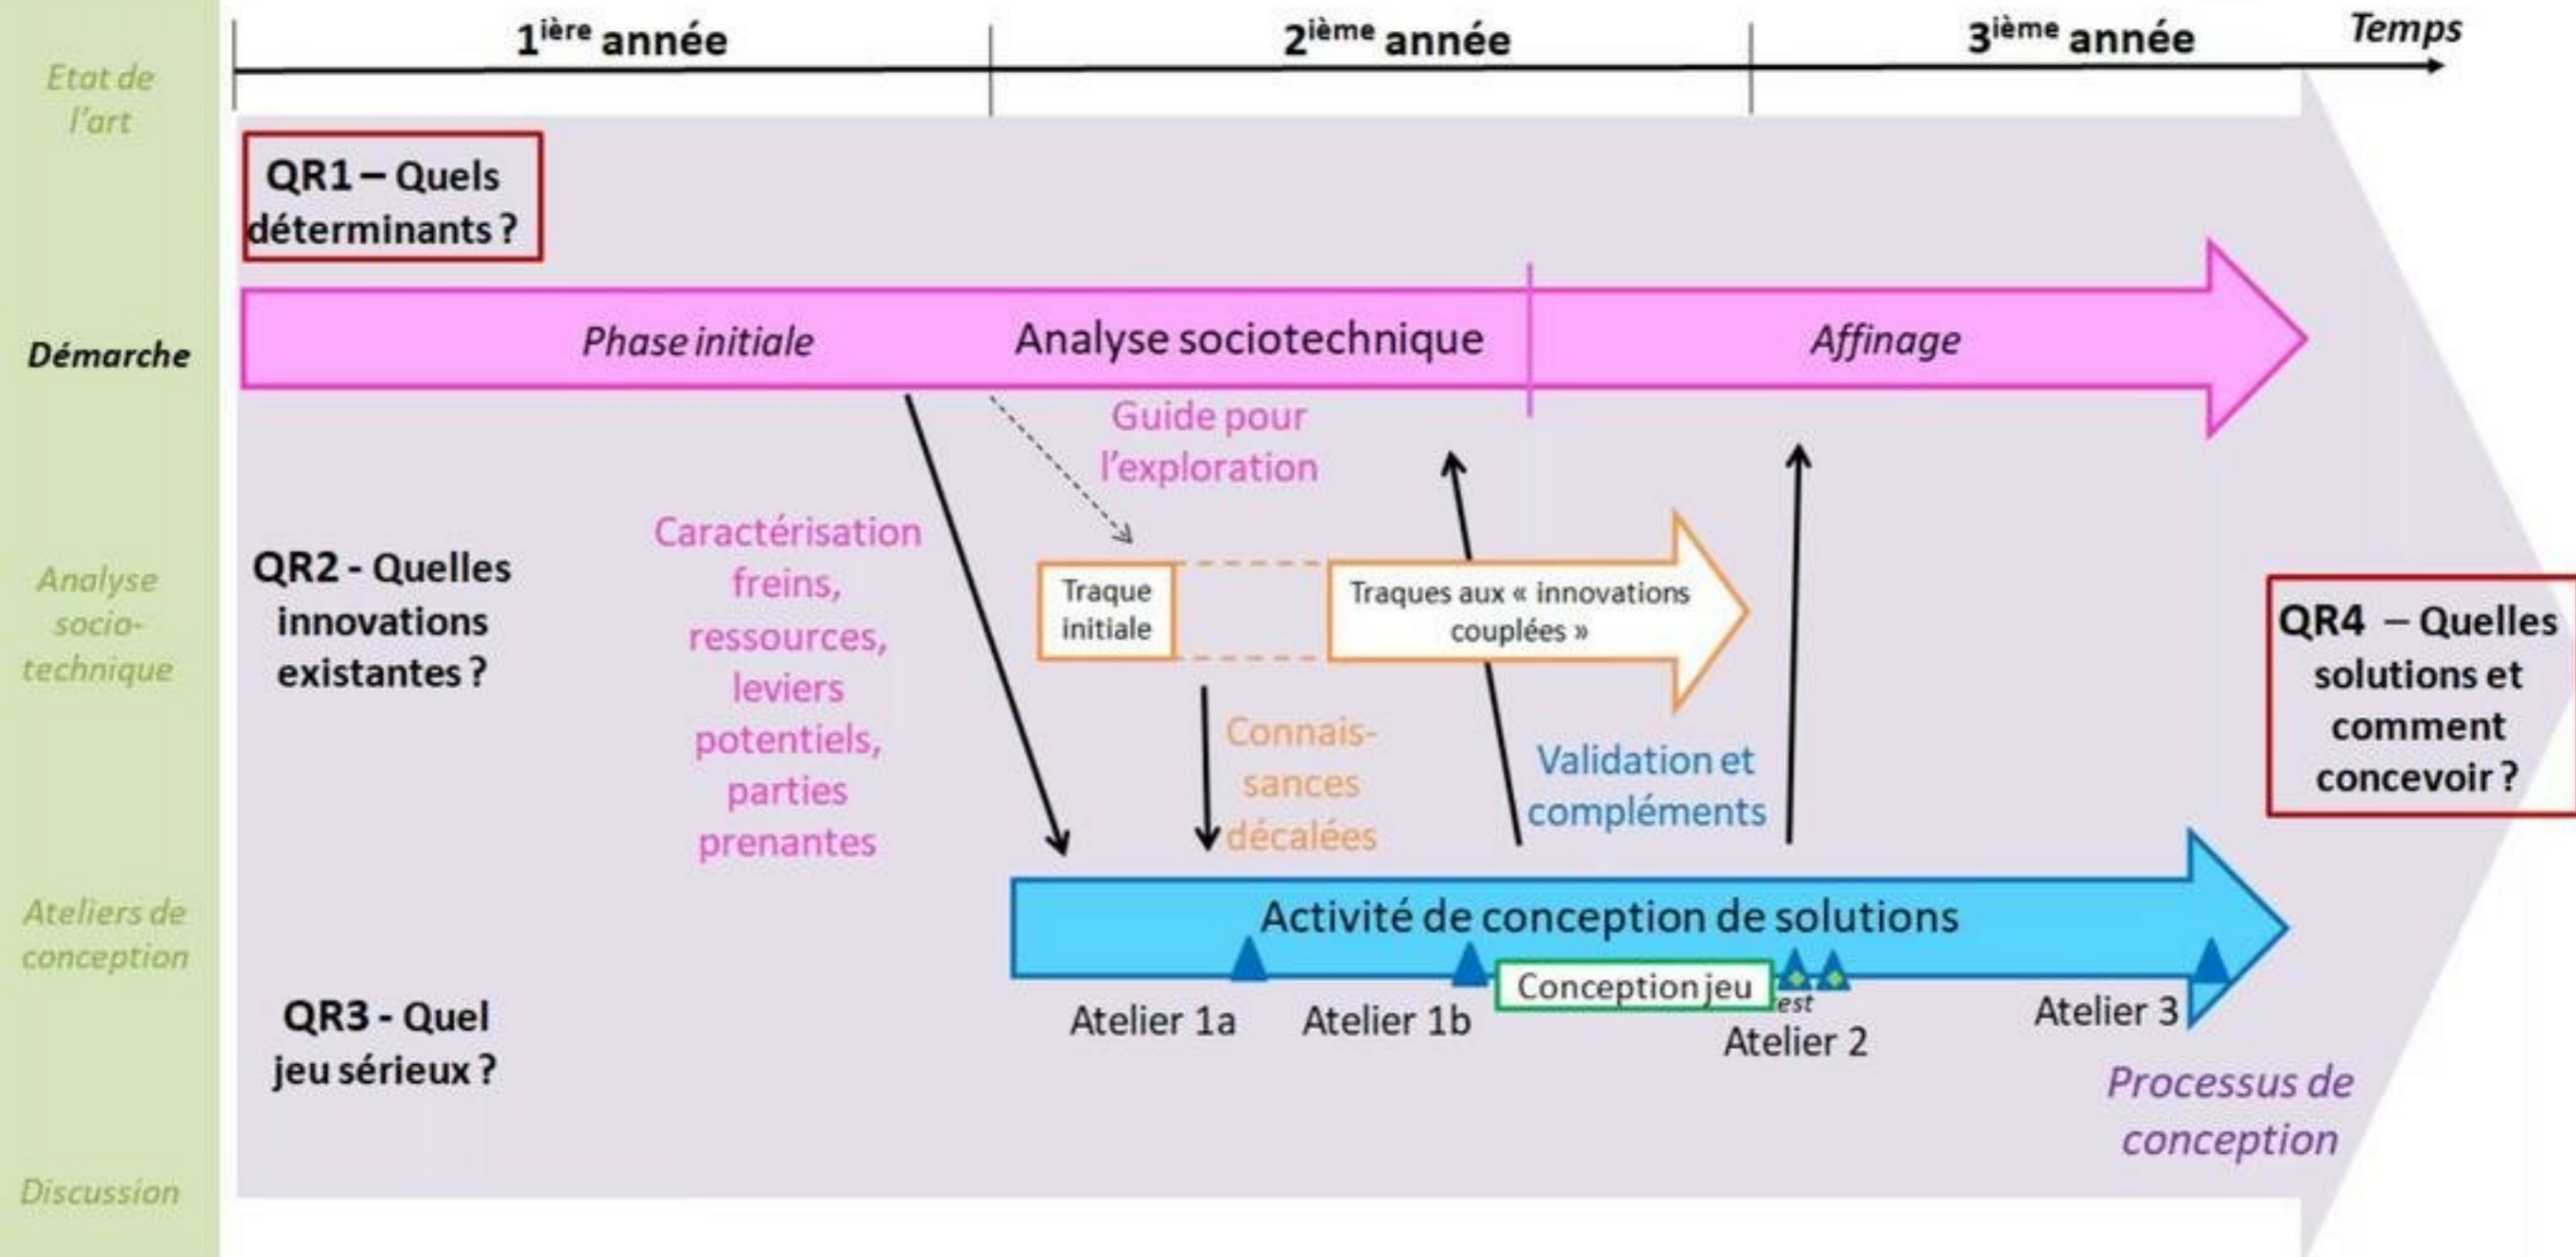 1ière année
2ième année
3ième année
Temps
Etat de
l'art
Démarche
Analyse
socio-
technique
Ateliers de
conception
Discussion
QR1 – Quels
déterminants ?
Phase initiale
Analyse sociotechnique
Affinage
Guide pour
l'exploration
Caractérisation
freins,
ressources,
leviers
potentiels,
parties
prenantes
QR2 - Quelles
innovations
existantes ?
Traque
initiale
Traques aux « innovations
couplées »
Connais-
sances
décalées
Validation et
compléments
QR4 – Quelles
solutions et
comment
concevoir ?
Activité de conception de solutions
Conception jeu
Atelier 1a
Atelier 1b
Atelier 2
Atelier 3
QR3 - Quel
jeu sérieux ?
Processus de
conception